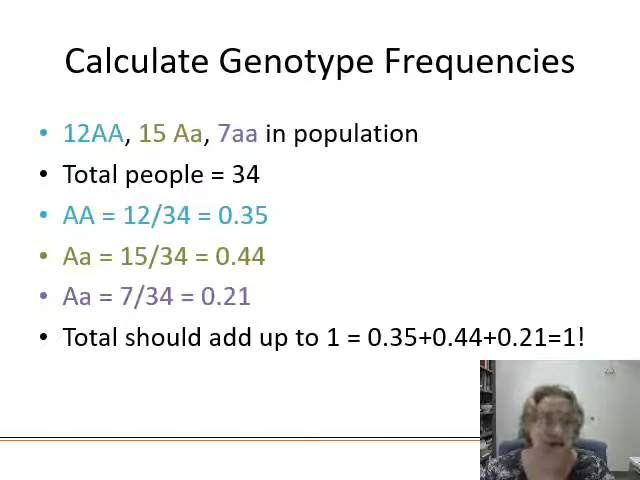 Calculate Genotype Frequencies
• 12AA, 15 Aa, 7aa in population
• Total people = 34
• AA = 12/34 = 0.35
• Aa = 15/34 = 0.44
• Aa = 7/34 = 0.21
• Total should add up to 1 = 0.35+0.44+0.21=1!